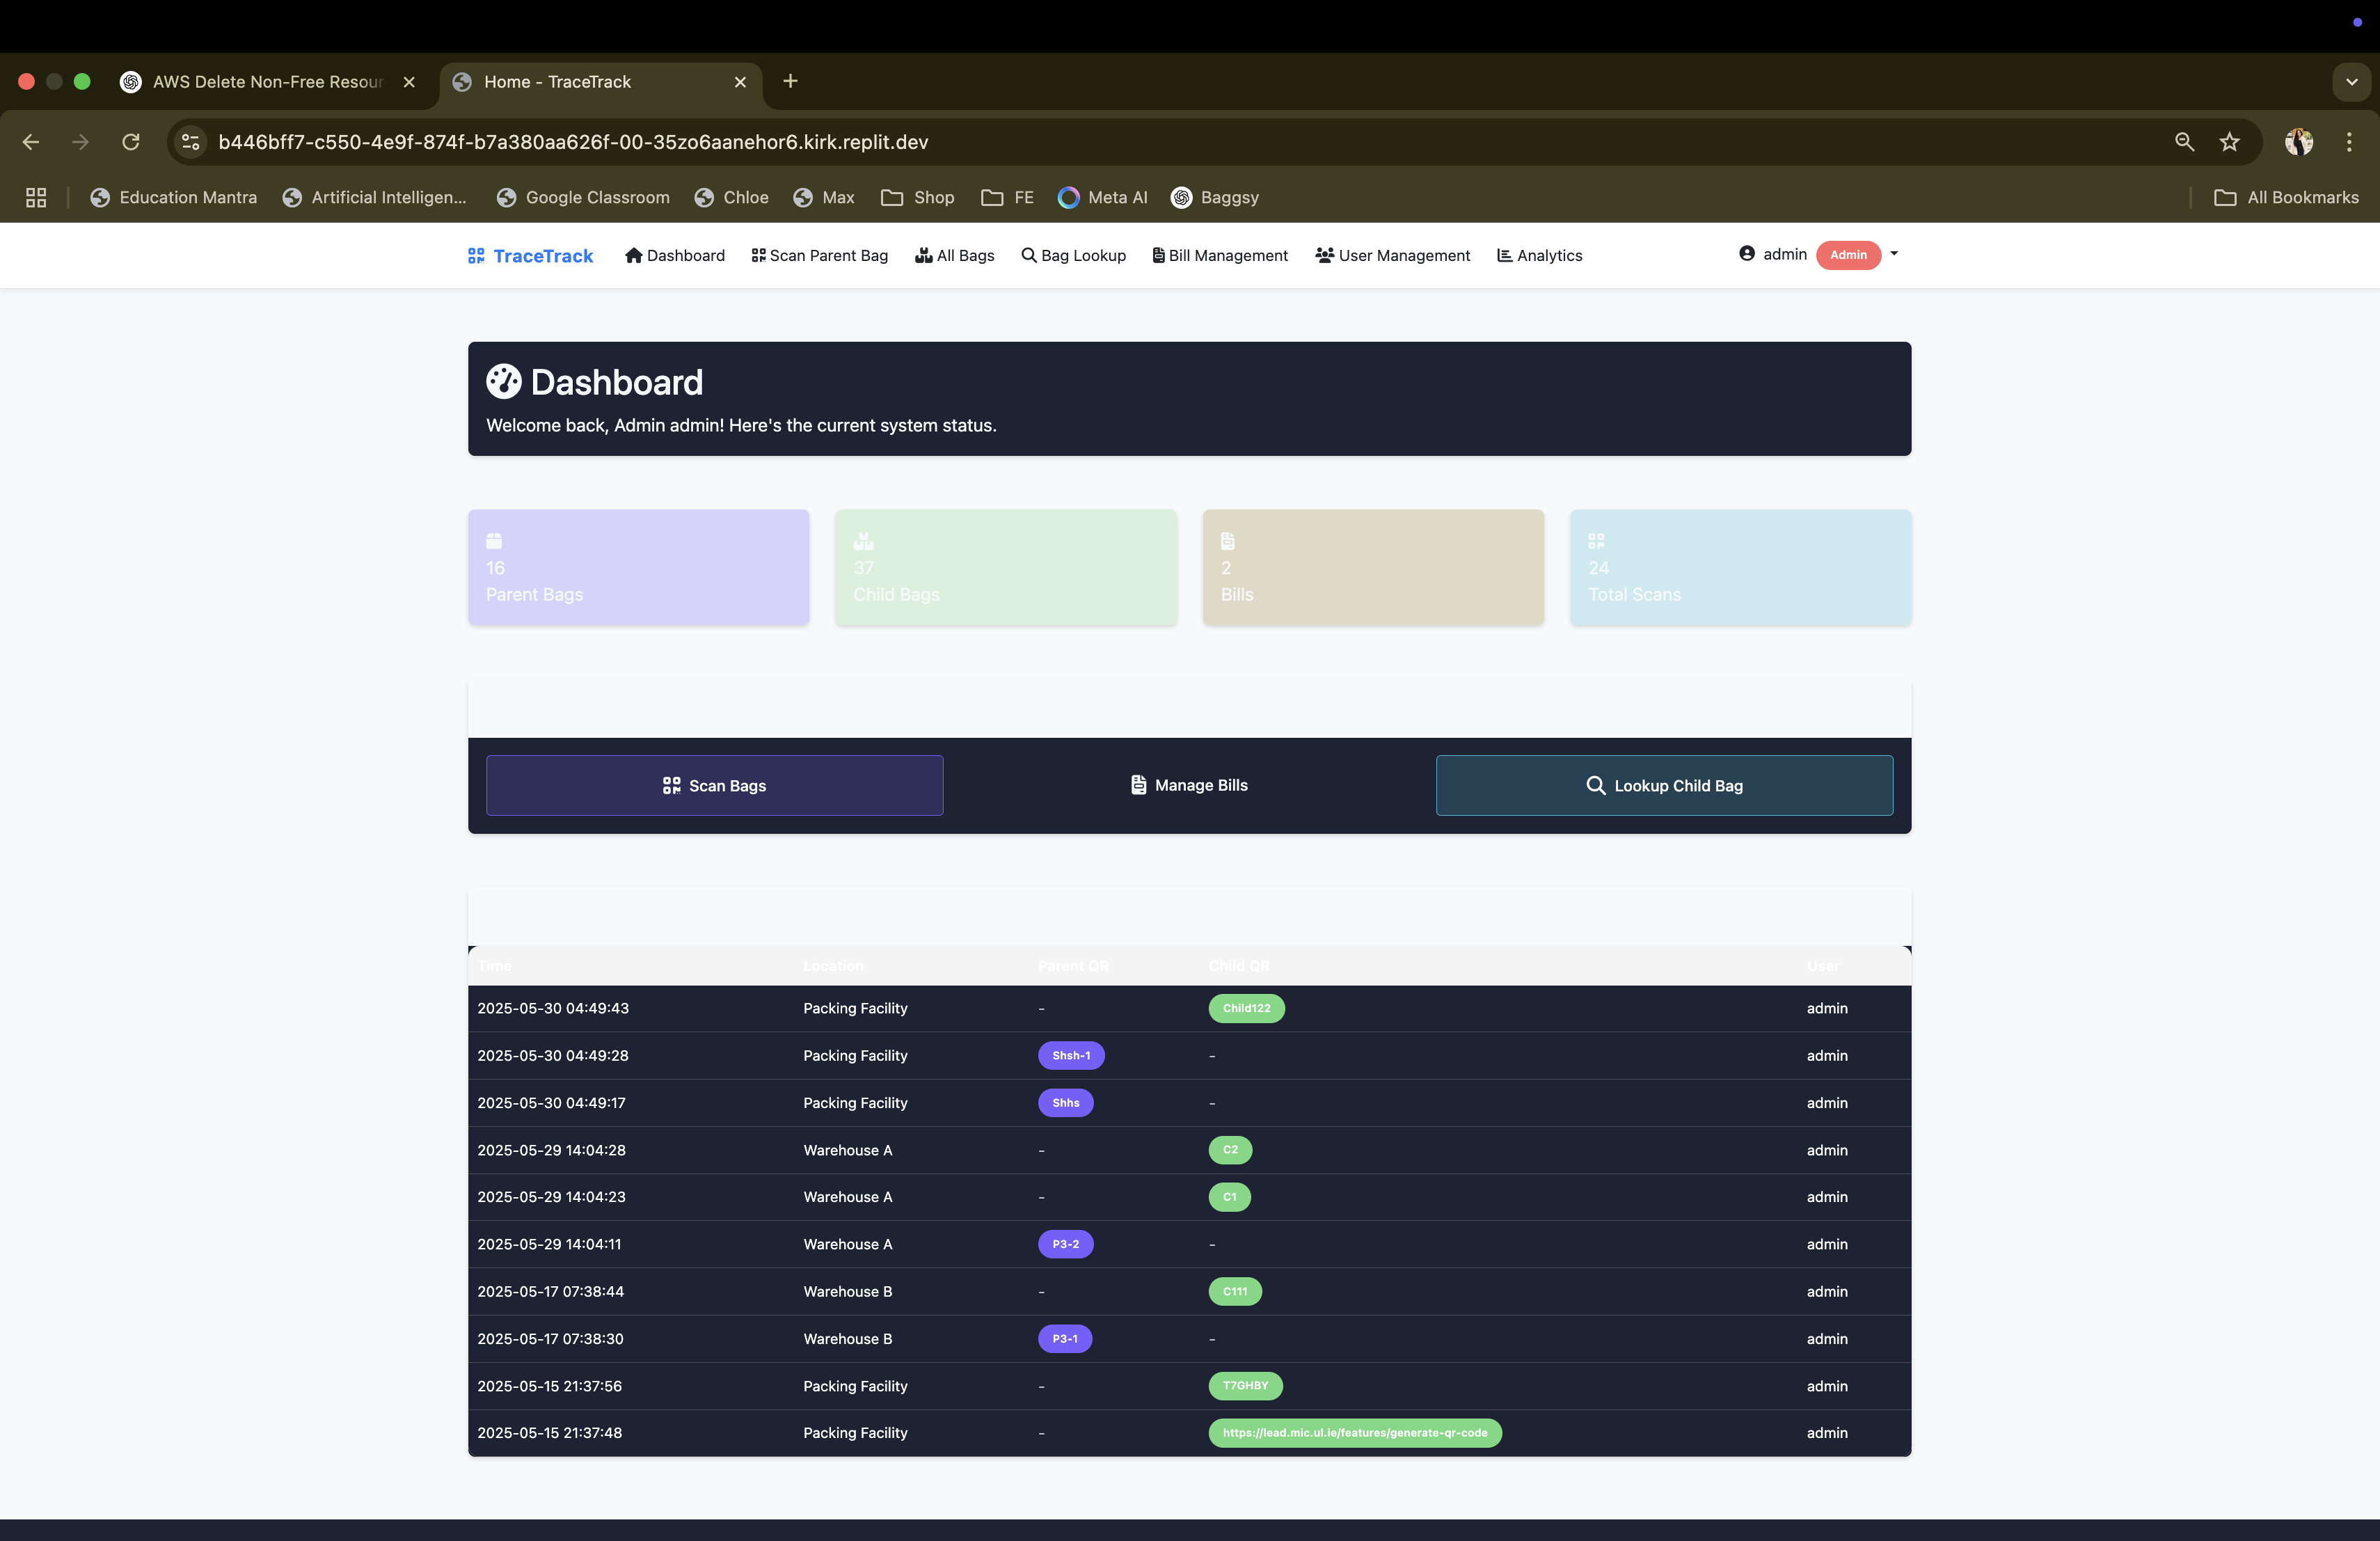 AWS Delete Non-Free Resour
Home - TraceTrack
b446bff7-c550-4e9f-874f-b7a380aa626f-00-35zo6aanehor6.kirk.replit.dev
Education Mantra Artificial Intelligen... Google Classroom Chloe Max Shop FE Meta AI Baggsy All Bookmarks
TraceTrack Dashboard Scan Parent Bag All Bags Bag Lookup Bill Management User Management Analytics admin Admin
Dashboard
Welcome back, Admin admin! Here's the current system status.
16
Parent Bags
37
Child Bags
2
Bills
24
Total Scans
Scan Bags Manage Bills Lookup Child Bag
Time Location Parent QR Child QR User
2025-05-30 04:49:43 Packing Facility - Child122 admin
2025-05-30 04:49:28 Packing Facility Shsh-1 - admin
2025-05-30 04:49:17 Packing Facility Shhs - admin
2025-05-29 14:04:28 Warehouse A - C2 admin
2025-05-29 14:04:23 Warehouse A - C1 admin
2025-05-29 14:04:11 Warehouse A P3-2 - admin
2025-05-17 07:38:44 Warehouse B - C111 admin
2025-05-17 07:38:30 Warehouse B P3-1 - admin
2025-05-15 21:37:56 Packing Facility - T7GHBY admin
2025-05-15 21:37:48 Packing Facility - https://lead.mic.ul.ie/features/generate-qr-code admin